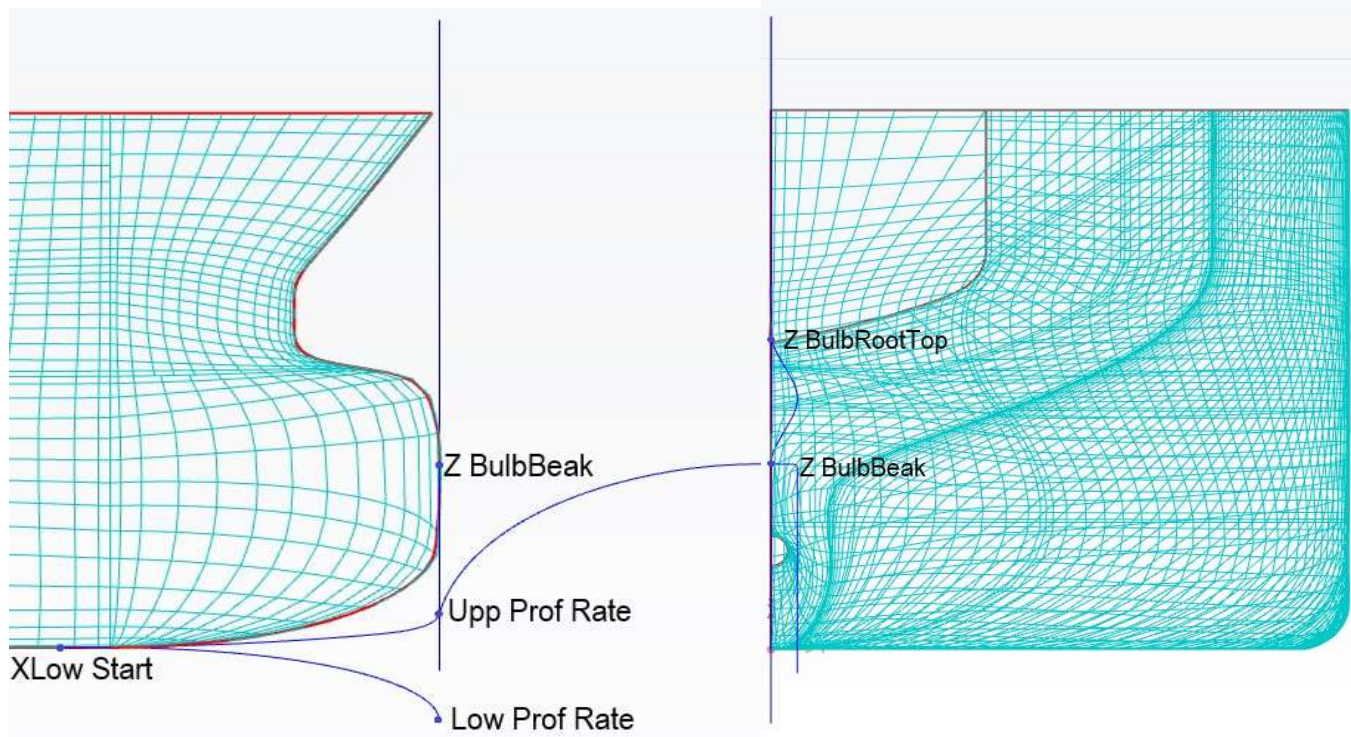 Z BulbRootTop
Z BulbBeak
Z BulbBeak
Upp Prof Rate
XLow Start
Low Prof Rate